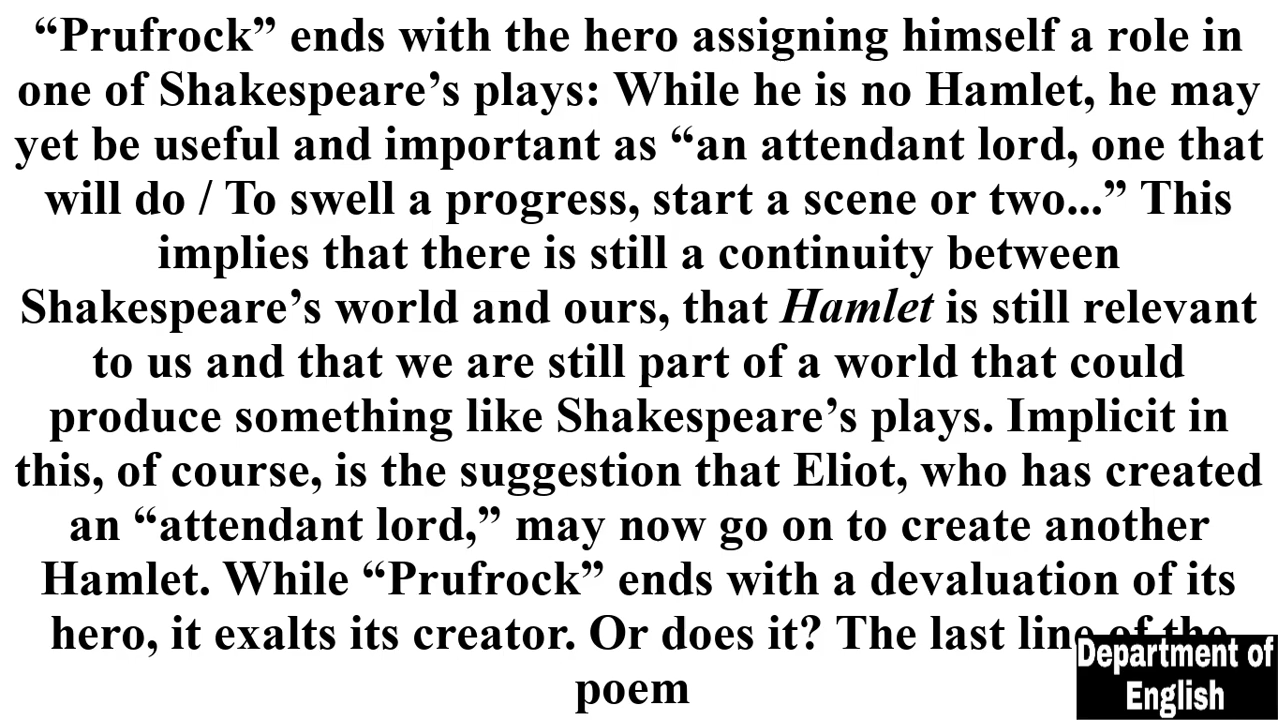 “Prufrock” ends with the hero assigning himself a role in
one of Shakespeare’s plays: While he is no Hamlet, he may
yet be useful and important as “an attendant lord, one that
will do / To swell a progress, start a scene or two...” This
implies that there is still a continuity between
Shakespeare’s world and ours, that Hamlet is still relevant
to us and that we are still part of a world that could
produce something like Shakespeare’s plays. Implicit in
this, of course, is the suggestion that Eliot, who has created
an “attendant lord,” may now go on to create another
Hamlet. While “Prufrock” ends with a devaluation of its
hero, it exalts its creator. Or does it? The last line of the
poem
Department of
English